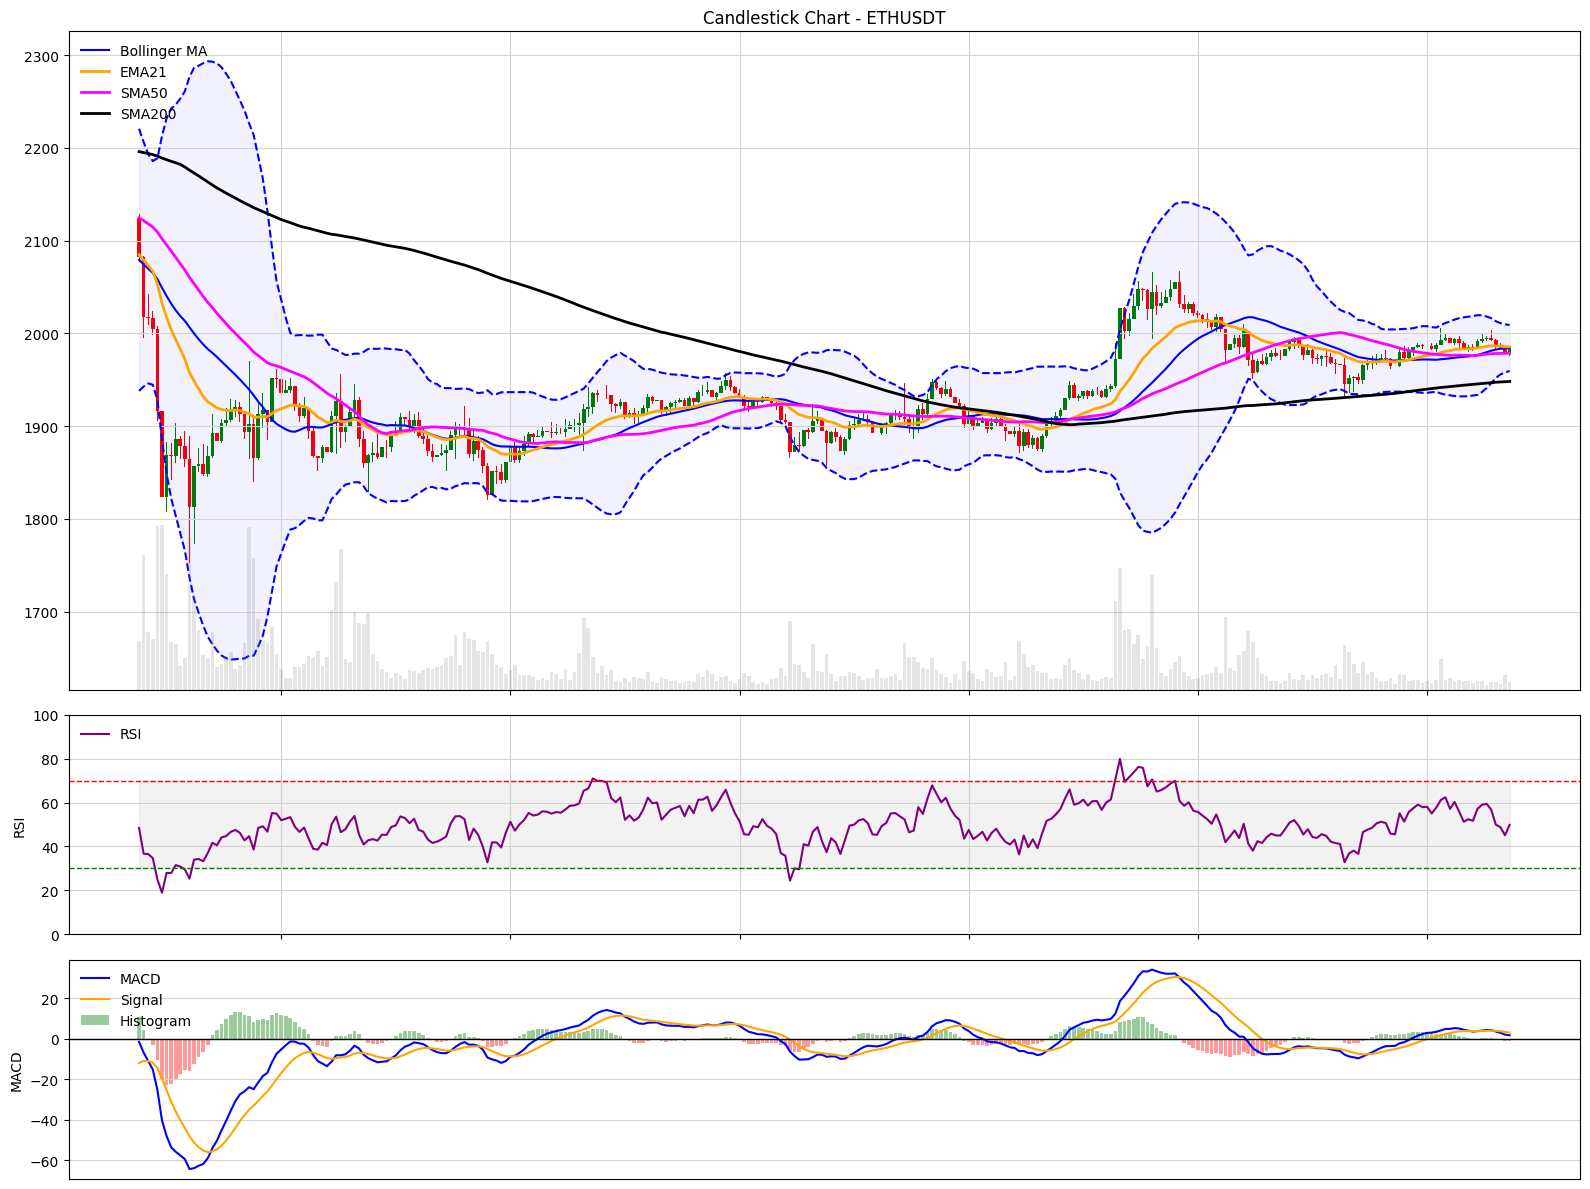 Candlestick Chart - ETHUSDT
2300
2200
2100
2000
1900
1800
1700
Bollinger MA
EMA21
SMA50
SMA200
RSI
100
80
60
40
20
0
RSI
MACD
20
0
−20
−40
−60
MACD
Signal
Histogram